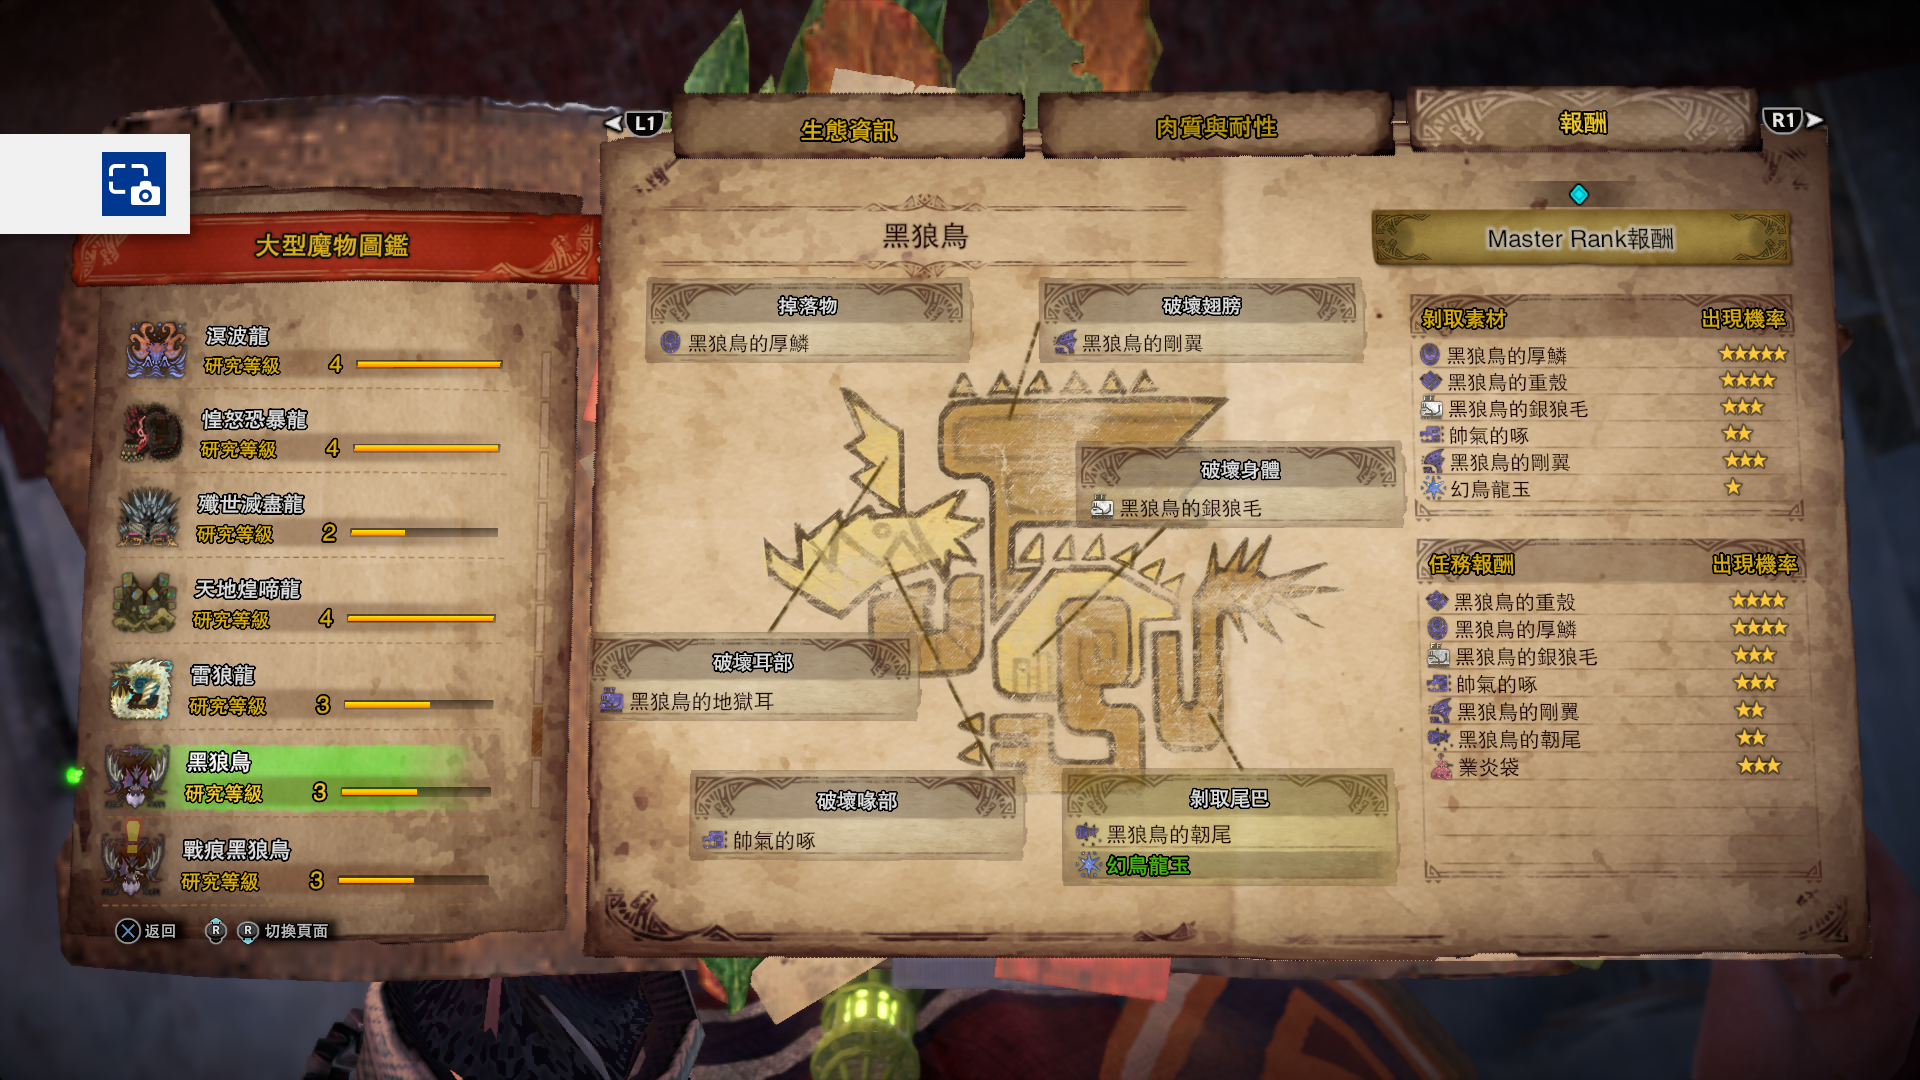 L1
生態資訊
肉質與耐性
報酬
R1
大型魔物圖鑑
溟波龍
研究等級 4
惶怒恐暴龍
研究等級 4
殲世滅盡龍
研究等級 2
天地煌啼龍
研究等級 4
雷狼龍
研究等級 3
黑狼鳥
研究等級 3
戰痕黑狼鳥
研究等級 3
返回
R R 切換頁面
黑狼鳥
掉落物
黑狼鳥的厚鱗
破壞翅膀
黑狼鳥的剛翼
破壞身體
黑狼鳥的銀狼毛
破壞耳部
黑狼鳥的地獄耳
破壞喙部
帥氣的啄
剝取尾巴
黑狼鳥的韌尾
幻鳥龍玉
Master Rank報酬
剝取素材 出現機率
黑狼鳥的厚鱗 ★★★★★
黑狼鳥的重殼 ★★★★
黑狼鳥的銀狼毛 ★★★
帥氣的啄 ★★
黑狼鳥的剛翼 ★★★
幻鳥龍玉 ★
任務報酬 出現機率
黑狼鳥的重殼 ★★★★
黑狼鳥的厚鱗 ★★★★
黑狼鳥的銀狼毛 ★★★
帥氣的啄 ★★★
黑狼鳥的剛翼 ★★
黑狼鳥的韌尾 ★★
業炎袋 ★★★